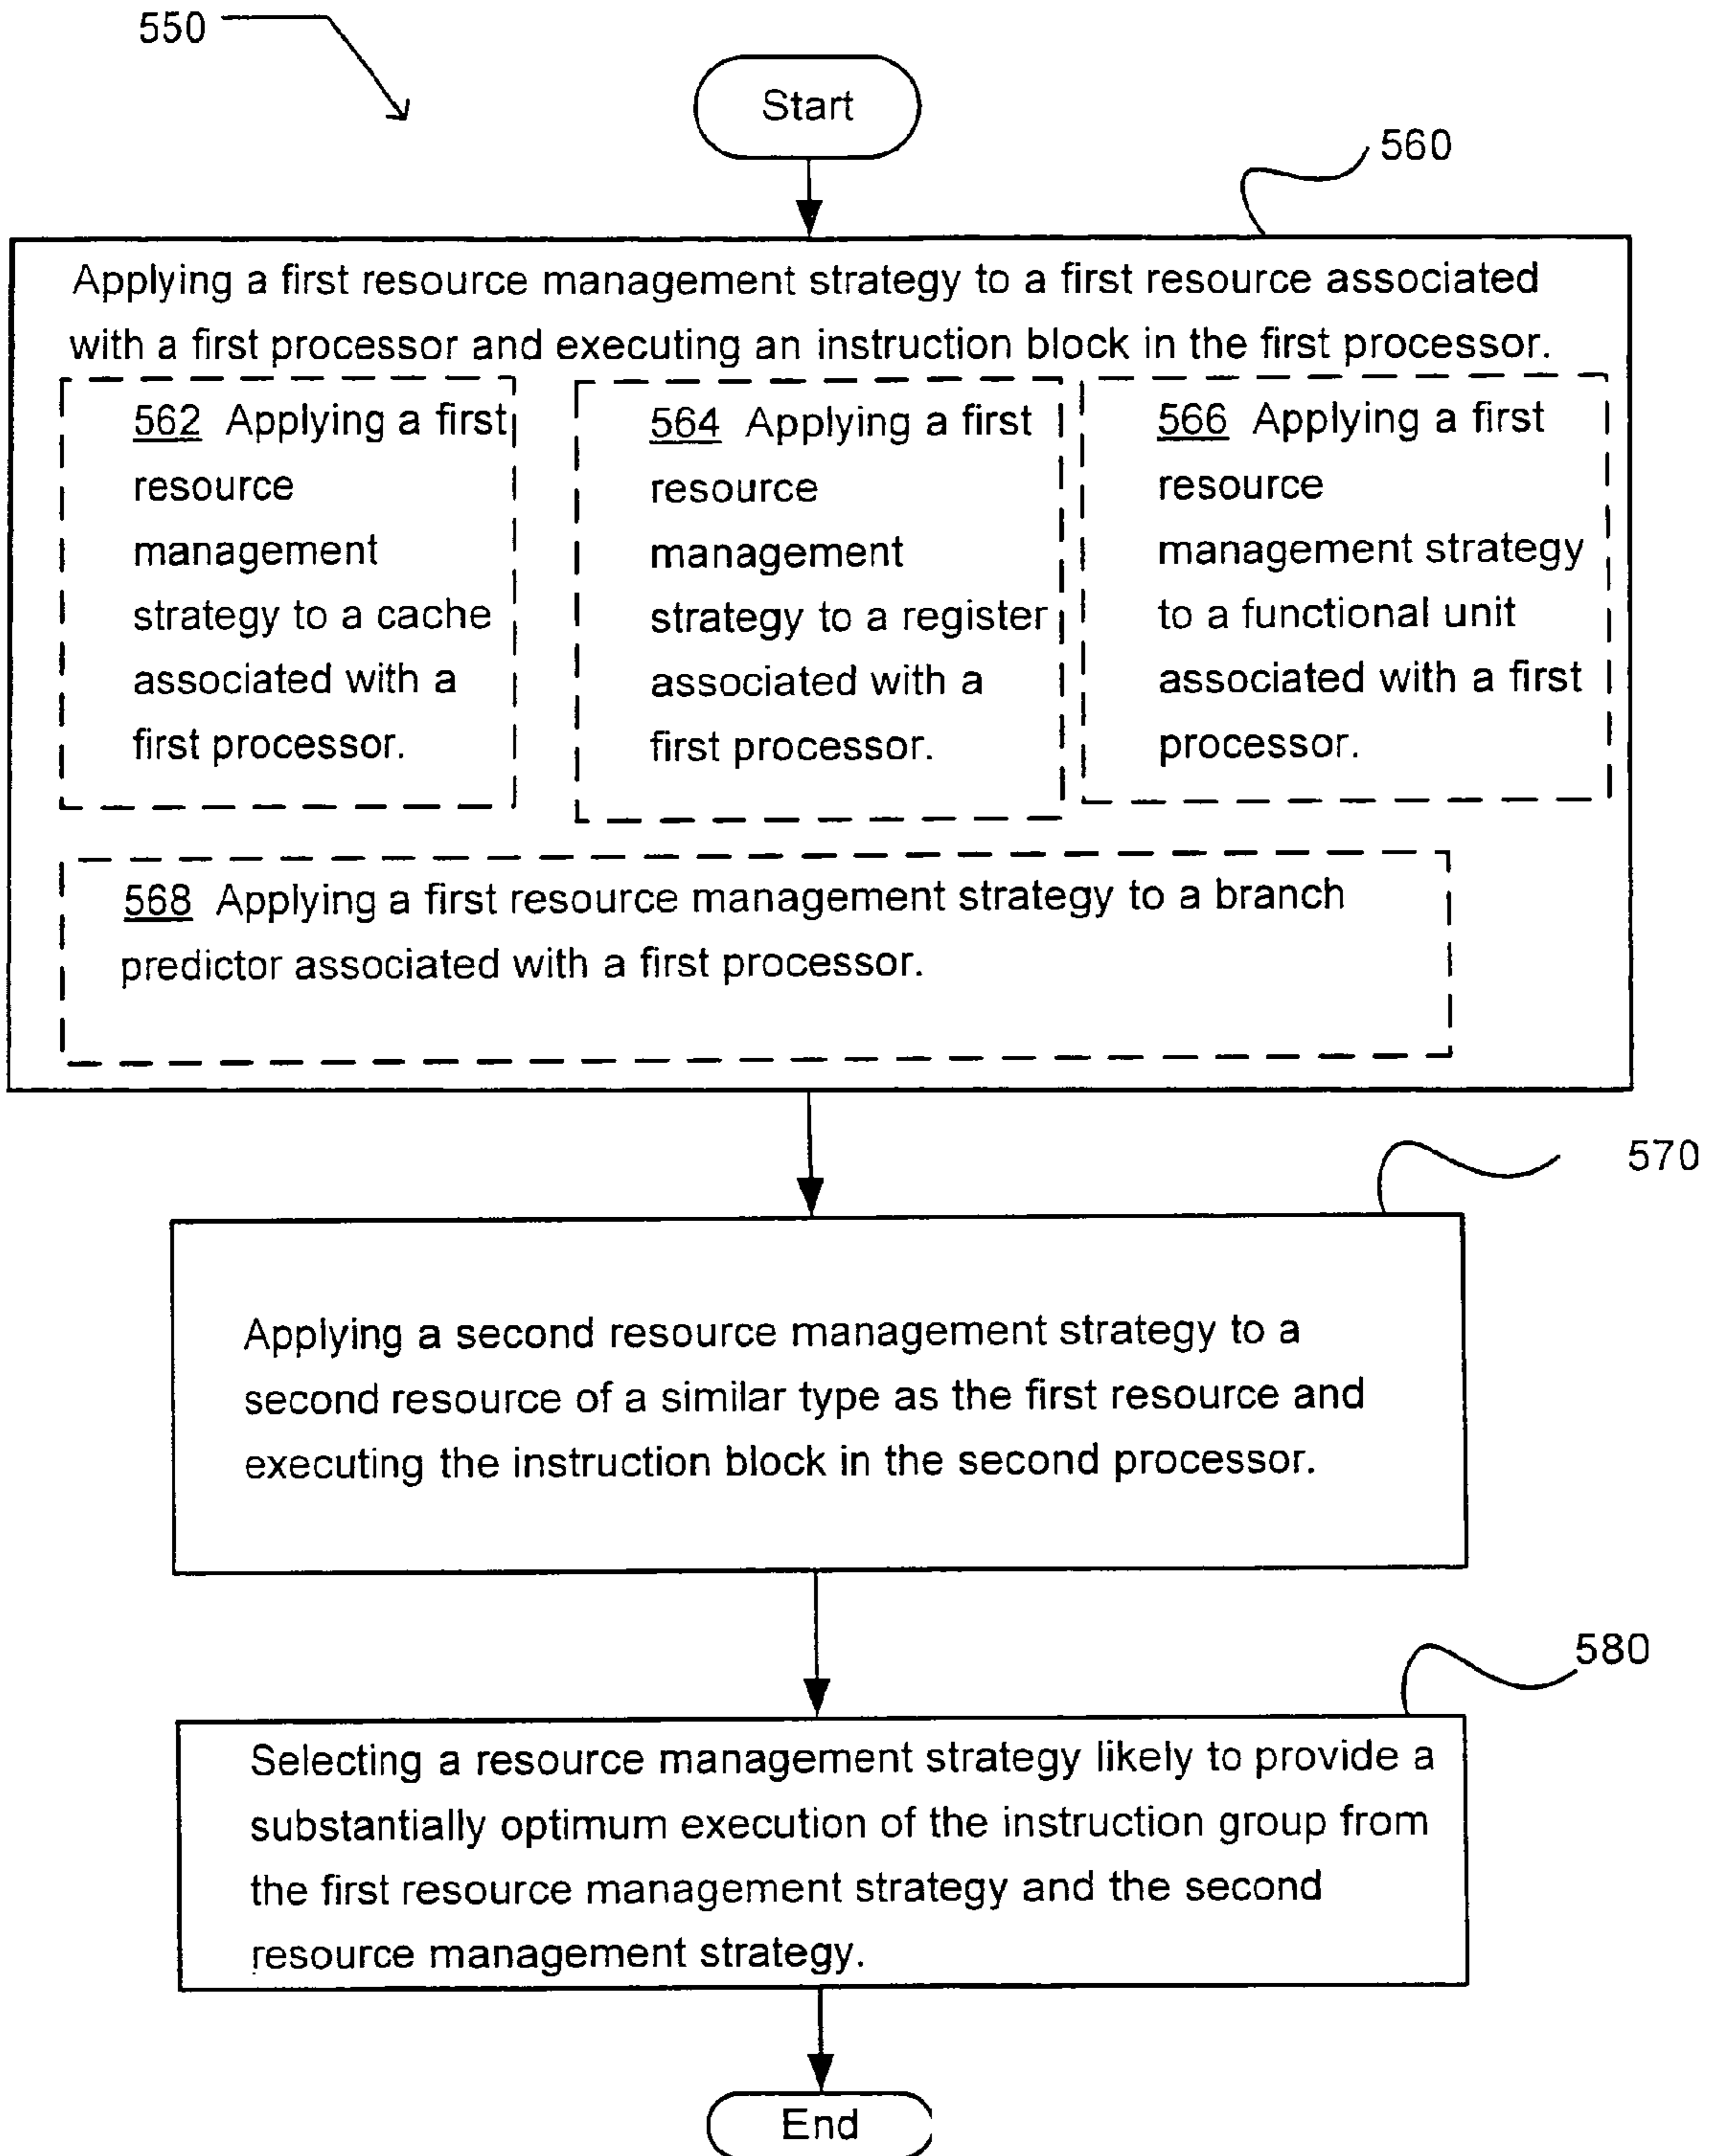 550
Start
560
Applying a first resource management strategy to a first resource associated
with a first processor and executing an instruction block in the first processor.
562 Applying a first
resource
management
strategy to a cache
associated with a
first processor.
564 Applying a first
resource
management
strategy to a register
associated with a
first processor.
566 Applying a first
resource
management strategy
to a functional unit
associated with a first
processor.
568 Applying a first resource management strategy to a branch
predictor associated with a first processor.
570
Applying a second resource management strategy to a
second resource of a similar type as the first resource and
executing the instruction block in the second processor.
580
Selecting a resource management strategy likely to provide a
substantially optimum execution of the instruction group from
the first resource management strategy and the second
resource management strategy.
End